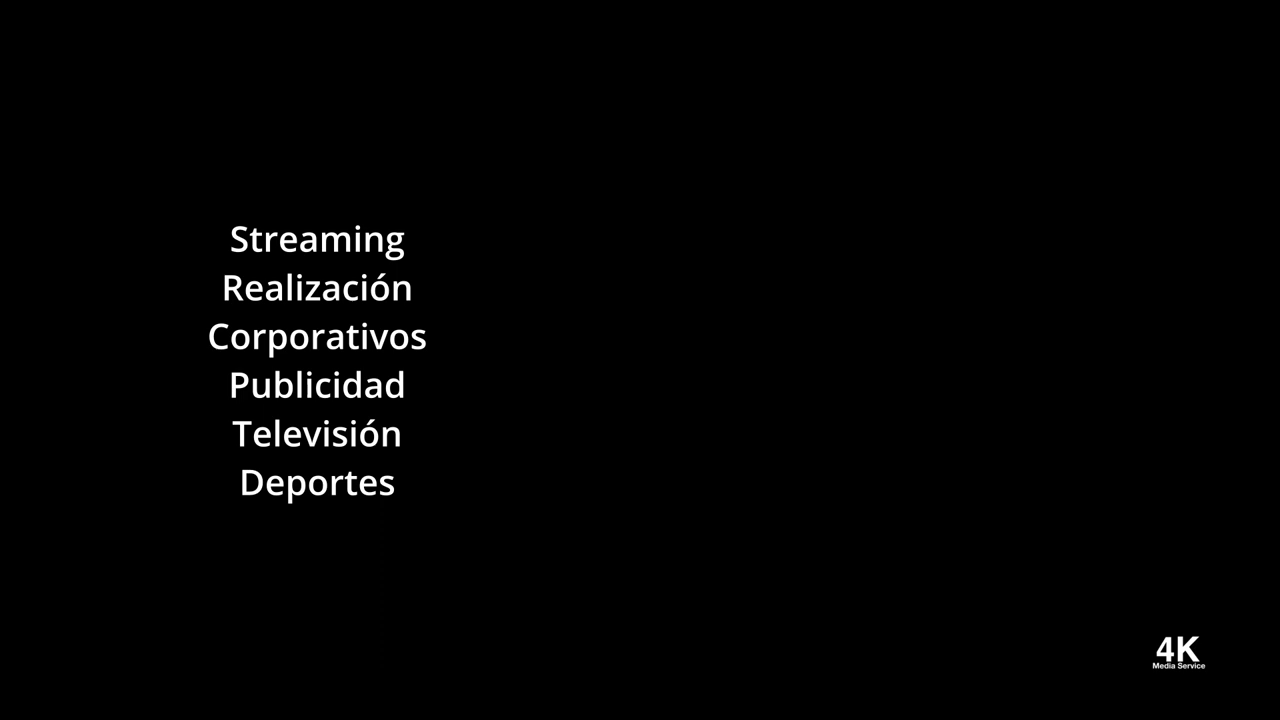 Streaming
Realización
Corporativos
Publicidad
Televisión
Deportes
4K
Media Service